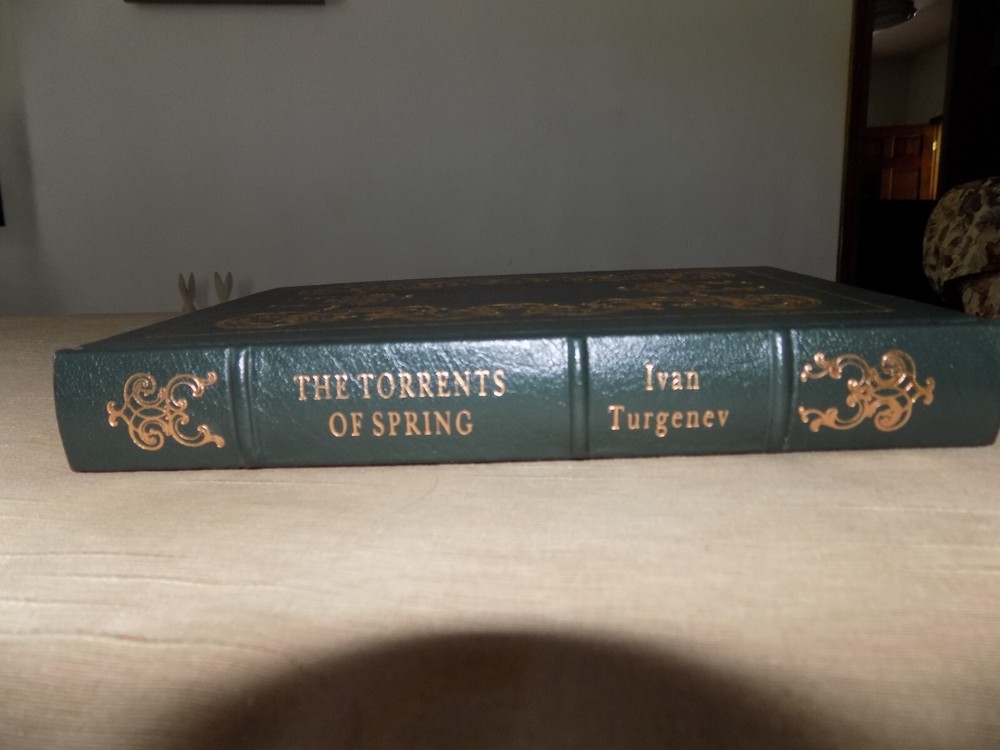 THE TORRENTS
OF SPRING
Ivan
Turgenev